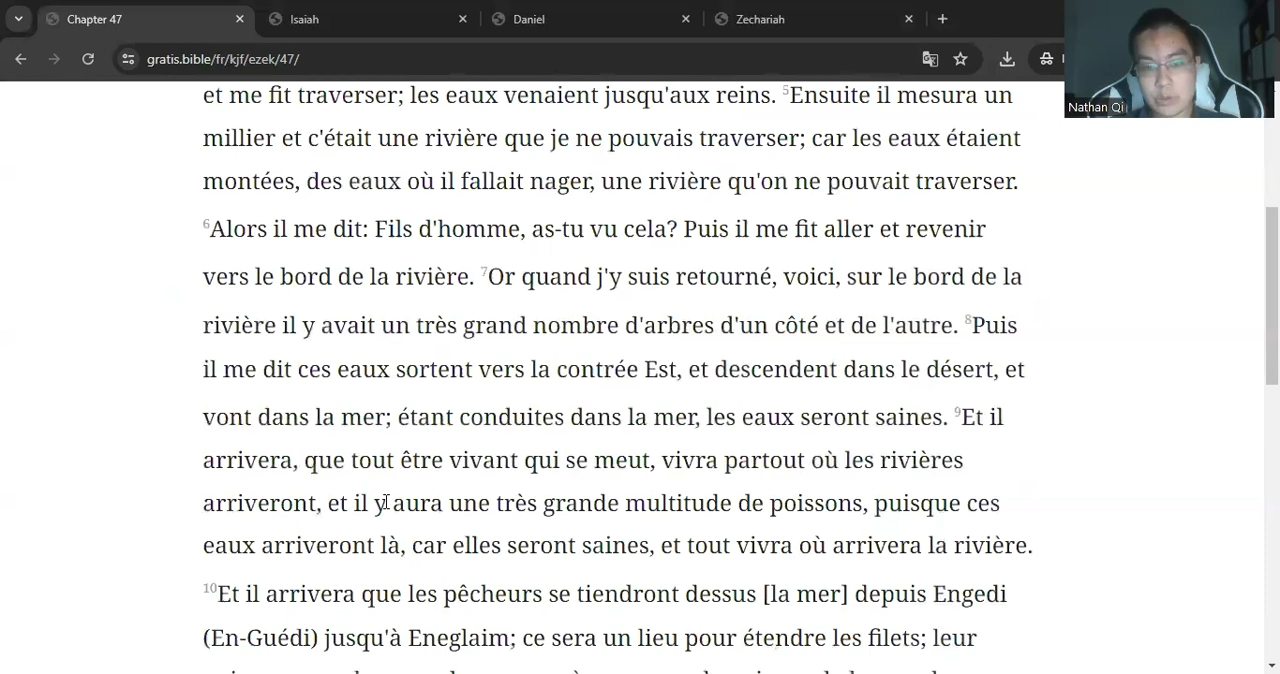 Chapter 47
Isaiah
Daniel
Zechariah
gratis.bible/fr/kjf/ezek/47/
Nathan Qi
et me fit traverser; les eaux venaient jusqu'aux reins. 5Ensuite il mesura un
millier et c'était une rivière que je ne pouvais traverser; car les eaux étaient
montées, des eaux où il fallait nager, une rivière qu'on ne pouvait traverser.
6Alors il me dit: Fils d'homme, as-tu vu cela? Puis il me fit aller et revenir
vers le bord de la rivière. 7Or quand j'y suis retourné, voici, sur le bord de la
rivière il y avait un très grand nombre d'arbres d'un côté et de l'autre. 8Puis
il me dit ces eaux sortent vers la contrée Est, et descendent dans le désert, et
vont dans la mer; étant conduites dans la mer, les eaux seront saines. 9Et il
arrivera, que tout être vivant qui se meut, vivra partout où les rivières
arriveront, et il y aura une très grande multitude de poissons, puisque ces
eaux arriveront là, car elles seront saines, et tout vivra où arrivera la rivière.
10Et il arrivera que les pêcheurs se tiendront dessus [la mer] depuis Engedi
(En-Guédi) jusqu'à Eneglaim; ce sera un lieu pour étendre les filets; leur